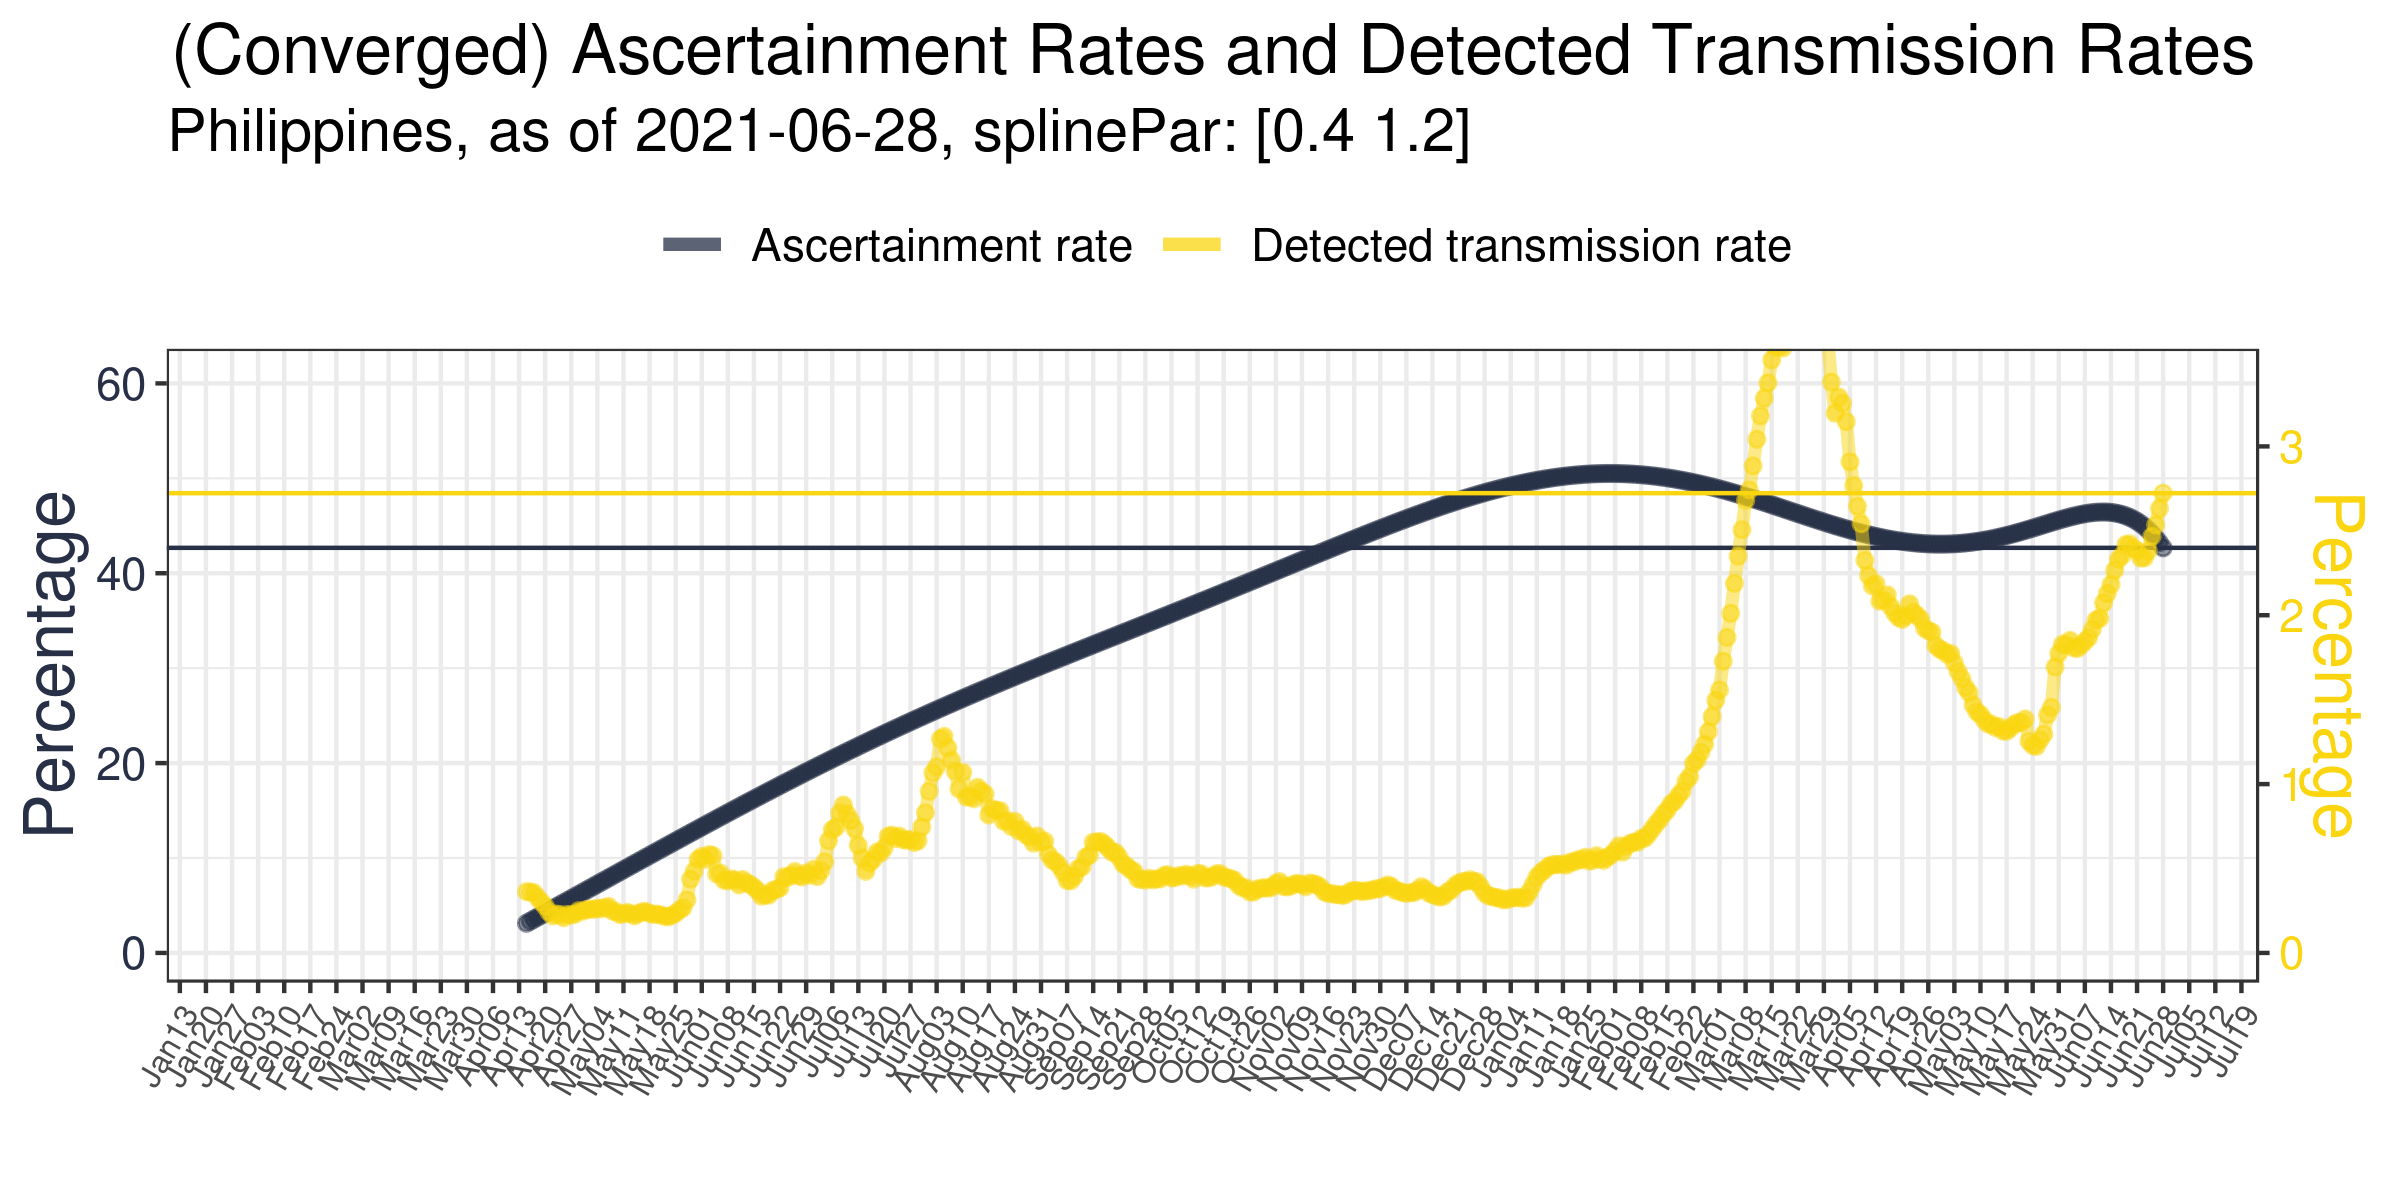 (Converged) Ascertainment Rates and Detected Transmission Rates
Philippines, as of 2021-06-28, splinePar: [0.4 1.2]
Ascertainment rate
Detected transmission rate
Percentage
60
40
20
0
3
2
1
0
Percentage
Jan13
Jan20
Jan27
Feb03
Feb10
Feb17
Feb24
Mar02
Mar09
Mar16
Mar23
Mar30
Apr06
Apr13
Apr20
Apr27
May04
May11
May18
May25
Jun01
Jun08
Jun15
Jun22
Jun29
Jul06
Jul13
Jul20
Jul27
Aug03
Aug10
Aug17
Aug24
Aug31
Sep07
Sep14
Sep21
Sep28
Oct05
Oct12
Oct19
Oct26
Nov02
Nov09
Nov16
Nov23
Nov30
Dec07
Dec14
Dec21
Dec28
Jan04
Jan11
Jan18
Jan25
Feb01
Feb08
Feb15
Feb22
Mar01
Mar08
Mar15
Mar22
Mar29
Apr05
Apr12
Apr19
Apr26
May03
May10
May17
May24
May31
Jun07
Jun14
Jun21
Jun28
Jul05
Jul12
Jul19